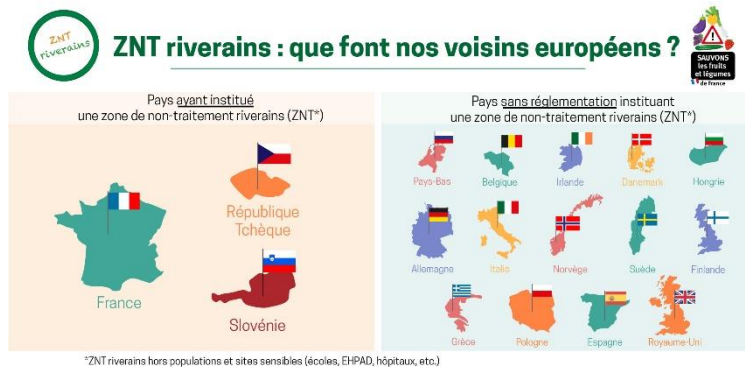 ZNT
riverains
ZNT riverains : que font nos voisins européens ?
SAUVONS
les fruits
et légumes
de France
Pays ayant institué
une zone de non-traitement riverains (ZNT*)
France
République
Tchèque
Slovénie
Pays sans réglementation instituant
une zone de non-traitement riverains (ZNT*)
Pays-Bas
Belgique
Irlande
Danemark
Hongrie
Allemagne
Italie
Norvège
Suède
Finlande
Grèce
Pologne
Espagne
Royaume-Uni
*ZNT riverains hors populations et sites sensibles (écoles, EHPAD, hôpitaux, etc.)